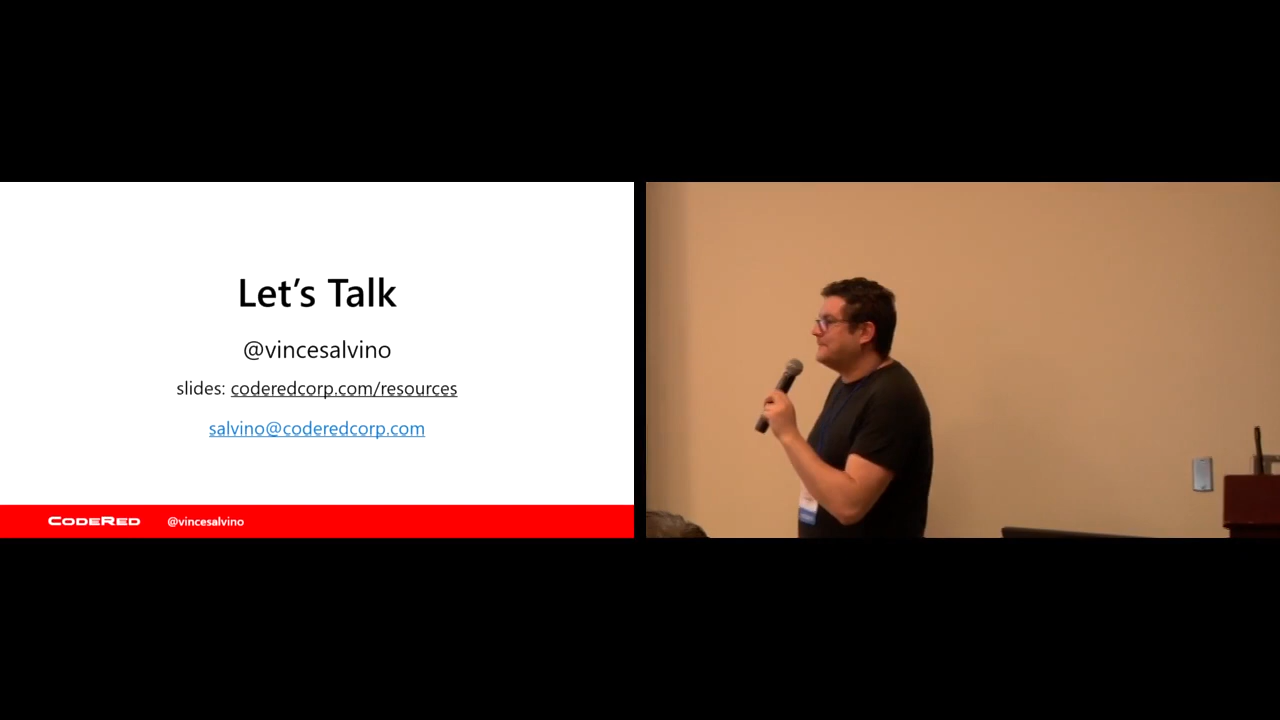 Let's Talk
@vincesalvino
slides: coderedcorp.com/resources
salvino@coderedcorp.com
CODERED @vincesalvino